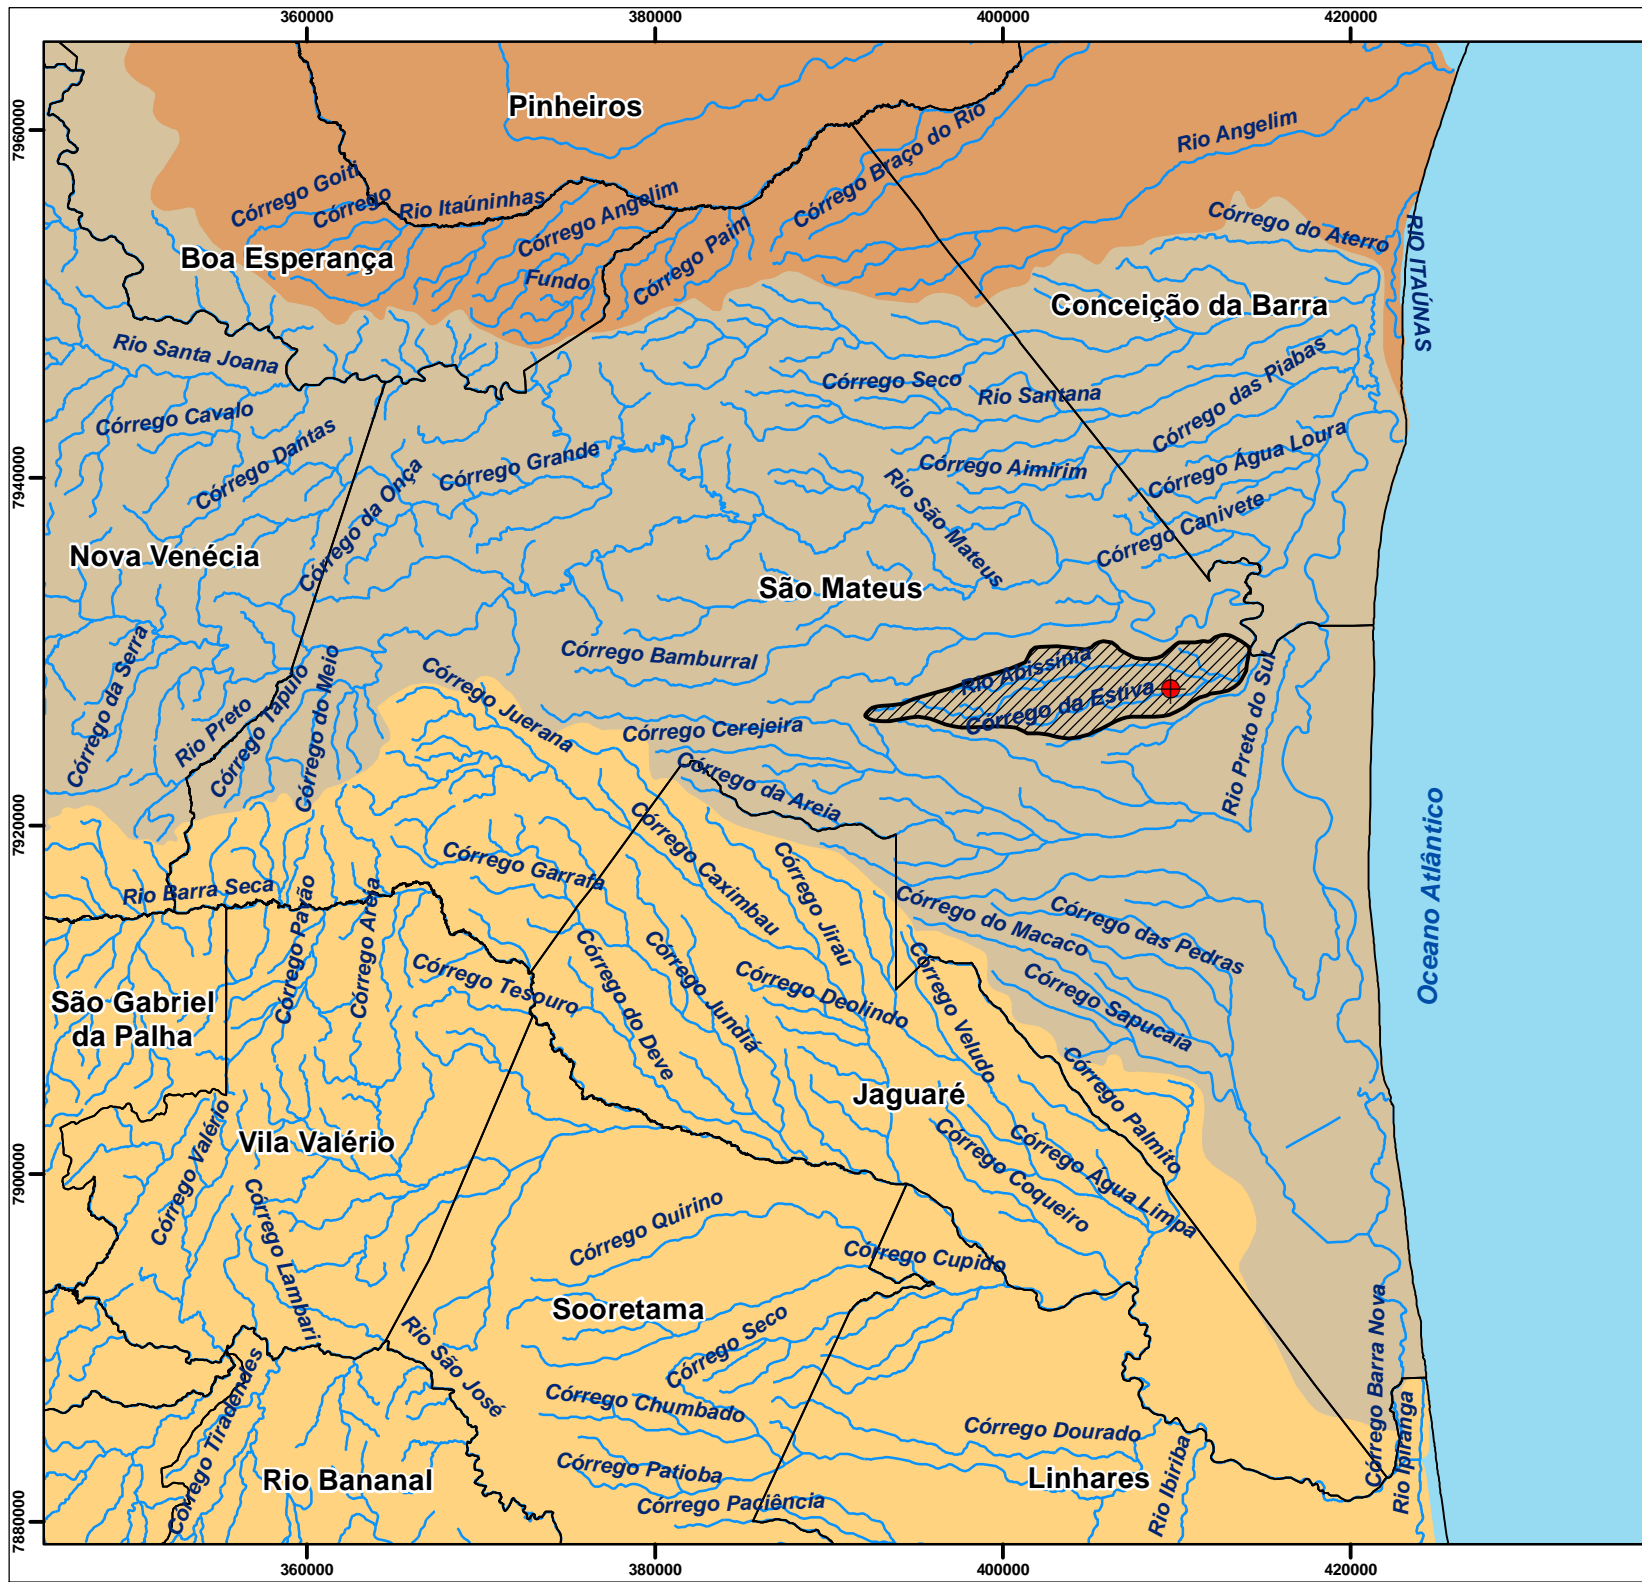 360000
380000
400000
420000
7960000
7940000
7920000
7900000
7880000
Pinheiros
Rio Angelim
Córrego Braço do Rio
Córrego Goiti
Córrego
Rio Itaúninhas
Córrego Angelim
Córrego Paim
Fundo
Boa Esperança
Córrego do Aterro
RIO ITAÚNAS
Conceição da Barra
Rio Santa Joana
Córrego Seco
Rio Santana
Córrego das Piabas
Córrego Cavalo
Córrego Dantas
Córrego da Onça
Córrego Grande
Córrego Aimirim
Córrego Água Loura
Rio São Mateus
Córrego Canivete
Nova Venécia
São Mateus
Córrego da Serra
Rio Preto
Córrego Tapuio
Córrego do Meio
Córrego Bamburral
Rio Abissínia
Córrego da Estiva
Rio Preto do Sul
Córrego Juerana
Córrego Cerejeira
Córrego da Areia
Córrego Caximbau
Córrego Jirau
Córrego Garrafa
Oceano Atlântico
Rio Barra Seca
Córrego Pavão
Córrego Areia
Córrego do Macaco
Córrego das Pedras
Córrego Tesouro
Córrego do Deve
Córrego Jundiá
Córrego Deolindo
Córrego Veludo
Córrego Sapucaia
São Gabriel
da Palha
Jaguaré
Córrego Palmito
Córrego Valério
Vila Valério
Córrego Coqueiro
Córrego Água Limpa
Córrego Lambari
Córrego Quirino
Córrego Cupido
Sooretama
Córrego Seco
Rio São José
Córrego Barra Nova
Córrego Tiradendes
Córrego Chumbado
Córrego Dourado
Rio Ipiranga
Rio Bananal
Córrego Patioba
Linhares
Rio Ibiriba
Córrego Paciência
360000
380000
400000
420000